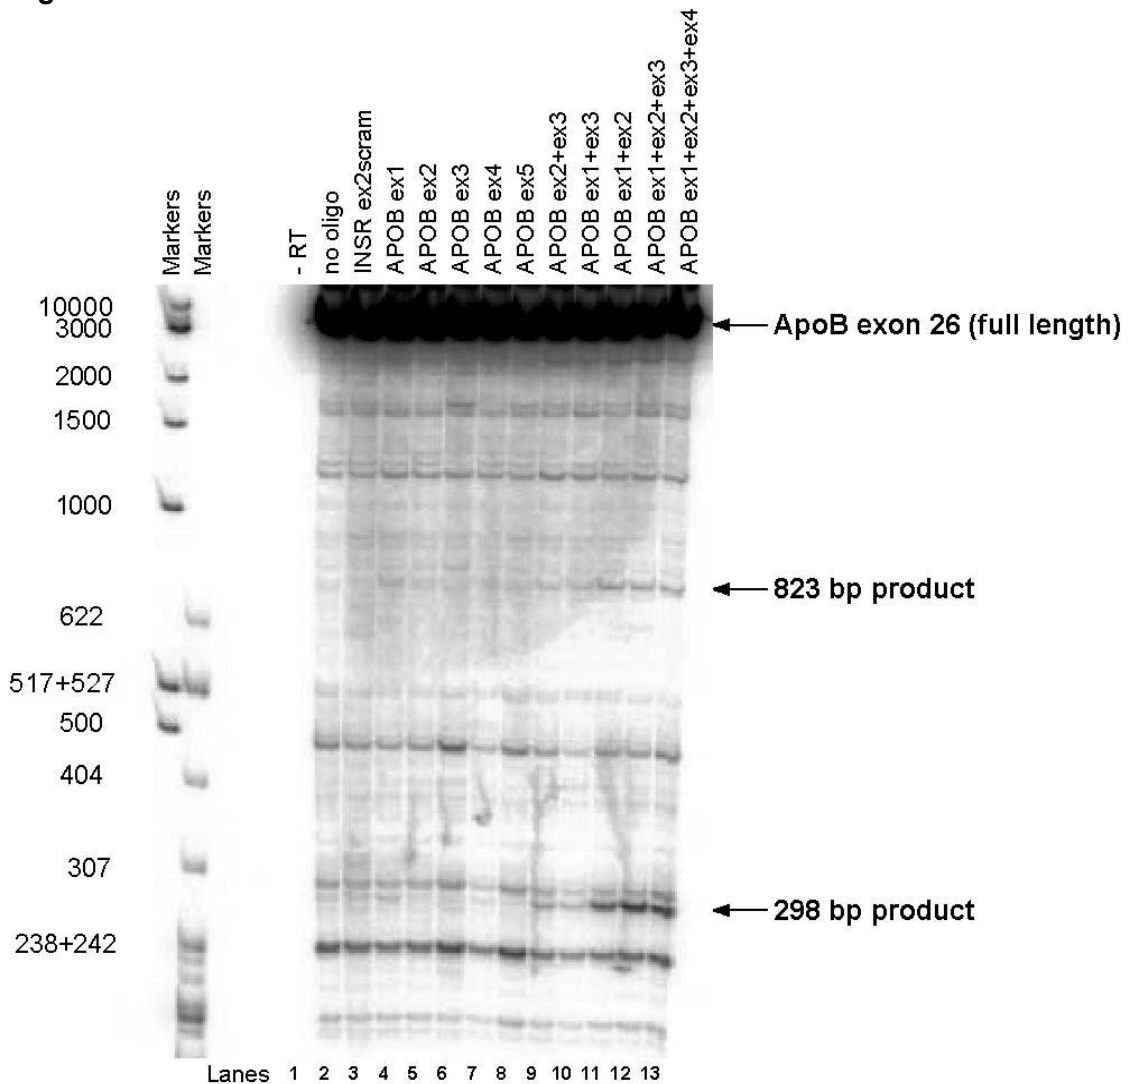 g
Markers
Markers
- RT
no oligo
INSR ex2scram
APOB ex1
APOB ex2
APOB ex3
APOB ex4
APOB ex5
APOB ex2+ex3
APOB ex1+ex3
APOB ex1+ex2
APOB ex1+ex2+ex3
APOB ex1+ex2+ex3+ex4
10000
3000
2000
1500
1000
622
517+527
500
404
307
238+242
ApoB exon 26 (full length)
823 bp product
298 bp product
Lanes 1 2 3 4 5 6 7 8 9 10 11 12 13